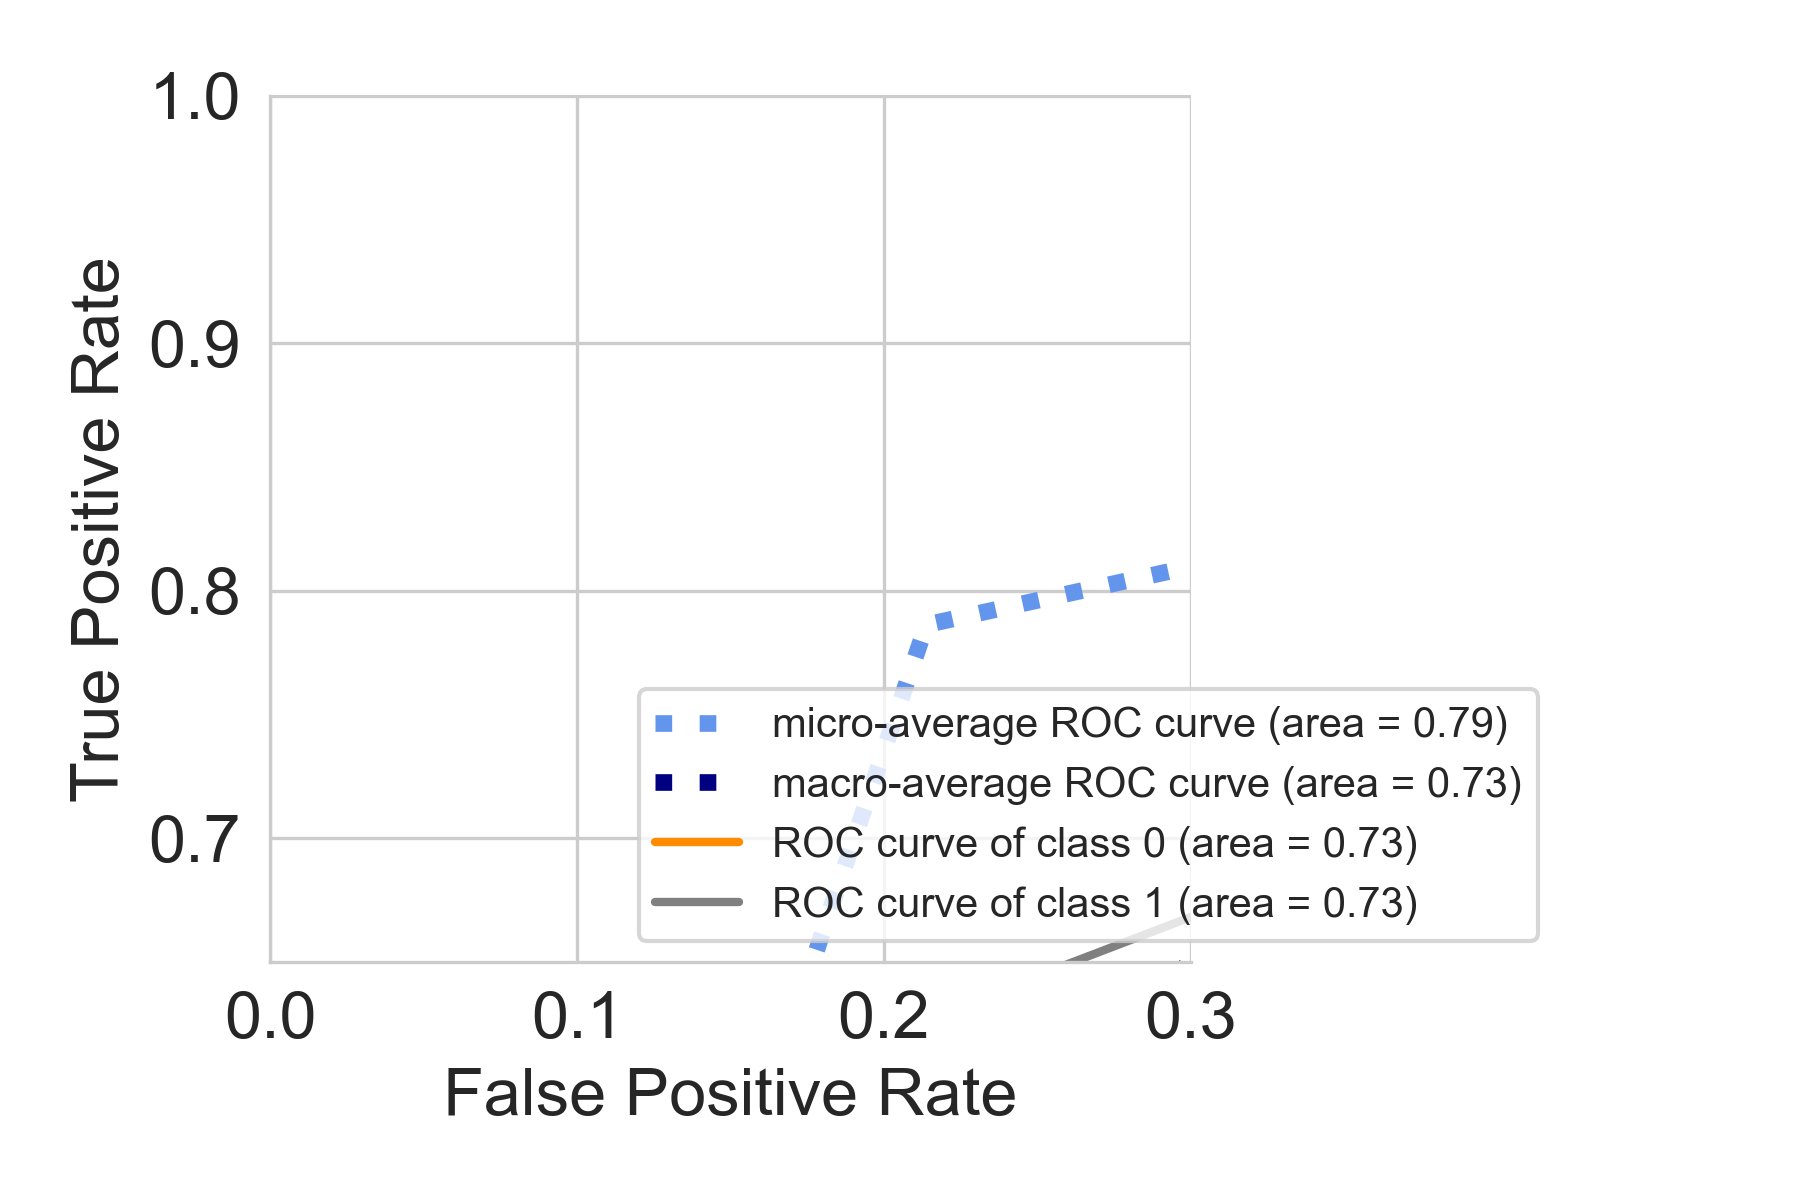 1.0
0.9
0.8
0.7
True Positive Rate
micro-average ROC curve (area = 0.79)
macro-average ROC curve (area = 0.73)
ROC curve of class 0 (area = 0.73)
ROC curve of class 1 (area = 0.73)
0.0 0.1 0.2 0.3
False Positive Rate